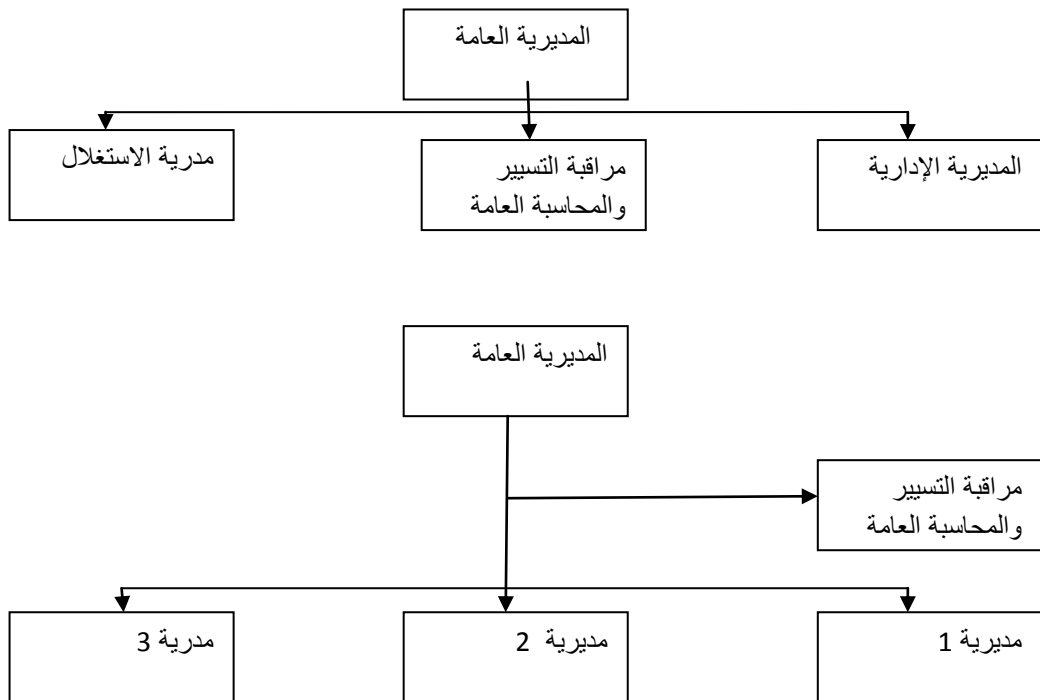 المديرية العامة
المديرية الإدارية
مراقبة التسيير
والمحاسبة العامة
مدرية الاستغلال
المديرية العامة
مراقبة التسيير
والمحاسبة العامة
مديرية 1
مديرية 2
مدرية 3